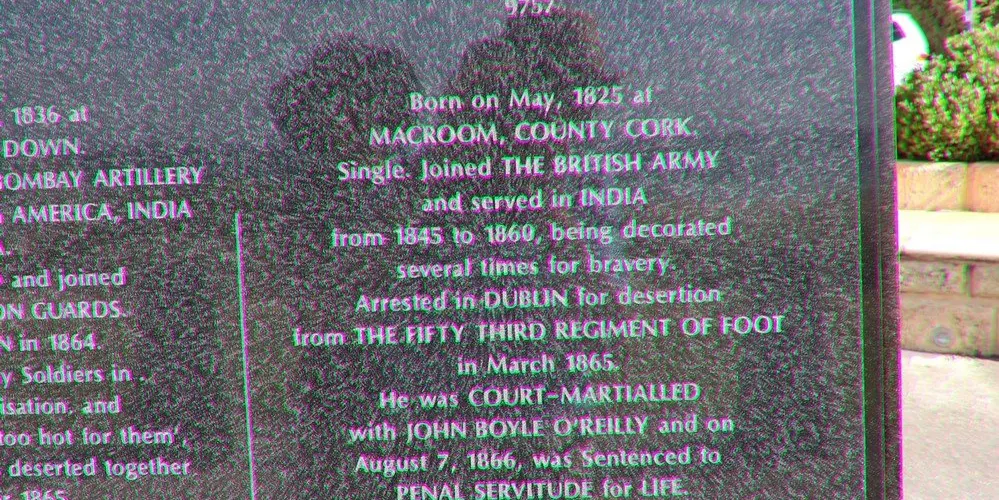 1836 at
DOWN.
BOMBAY ARTILLERY
AMERICA, INDIA
and joined
GUARDS.
in 1864.
Soldiers in
and
too hot for them',
deserted together
1865
9757
Born on May, 1825 at
MACROOM, COUNTY CORK.
Single. Joined THE BRITISH ARMY
and served in INDIA
from 1845 to 1860, being decorated
several times for bravery.
Arrested in DUBLIN for desertion
from THE FIFTY THIRD REGIMENT OF FOOT
in March 1865.
He was COURT-MARTIALLED
with JOHN BOYLE O'REILLY and on
August 7, 1866, was Sentenced to
PENAL SERVITUDE for LIFE.